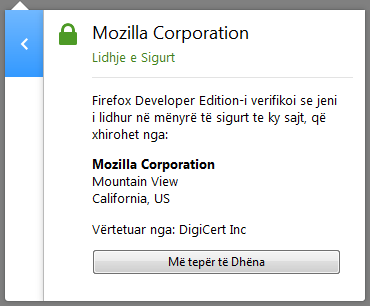 Mozilla Corporation
Lidhje e Sigurt
Firefox Developer Edition-i verifikoi se jeni
i lidhur në mënyrë të sigurt te ky sajt, që
xhirohet nga:
Mozilla Corporation
Mountain View
California, US
Vërtetuar nga: DigiCert Inc
Më tepër të Dhëna